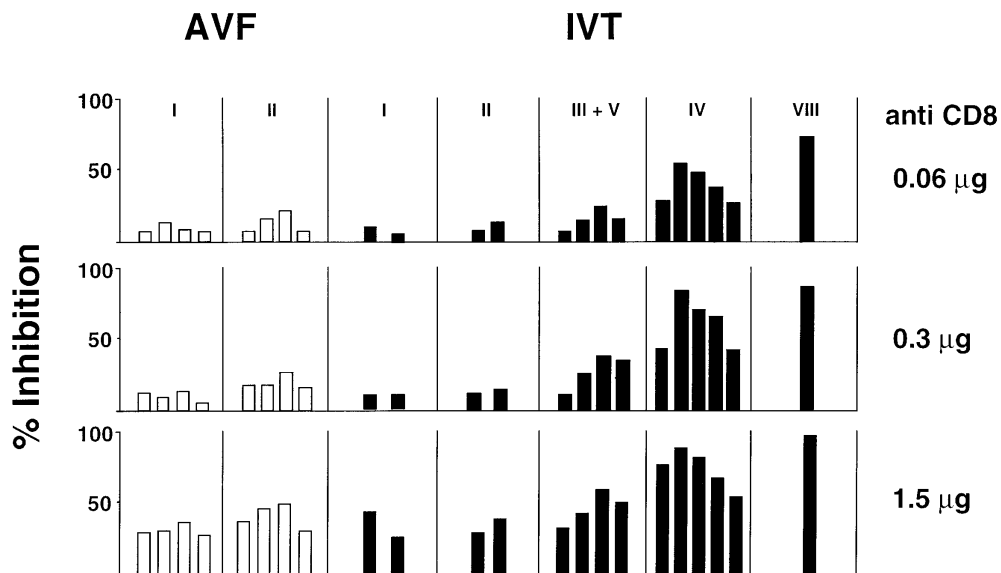 AVF IVT
I II I II III + V IV VIII anti CD8
100
50
0.06 µg
100
50
0.3 µg
100
50
1.5 µg
% Inhibition